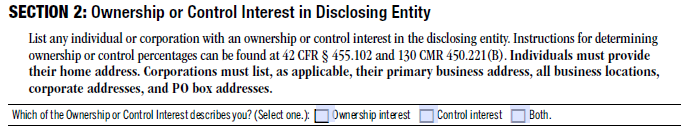 SECTION 2: Ownership or Control Interest in Disclosing Entity
List any individual or corporation with an ownership or control interest in the disclosing entity. Instructions for determining
ownership or control percentages can be found at 42 CFR § 455.102 and 130 CMR 450.221(B). Individuals must provide
their home address. Corporations must list, as applicable, their primary business address, all business locations,
corporate addresses, and PO box addresses.
Which of the Ownership or Control Interest describes you? (Select one.): Ownership interest Control interest Both.